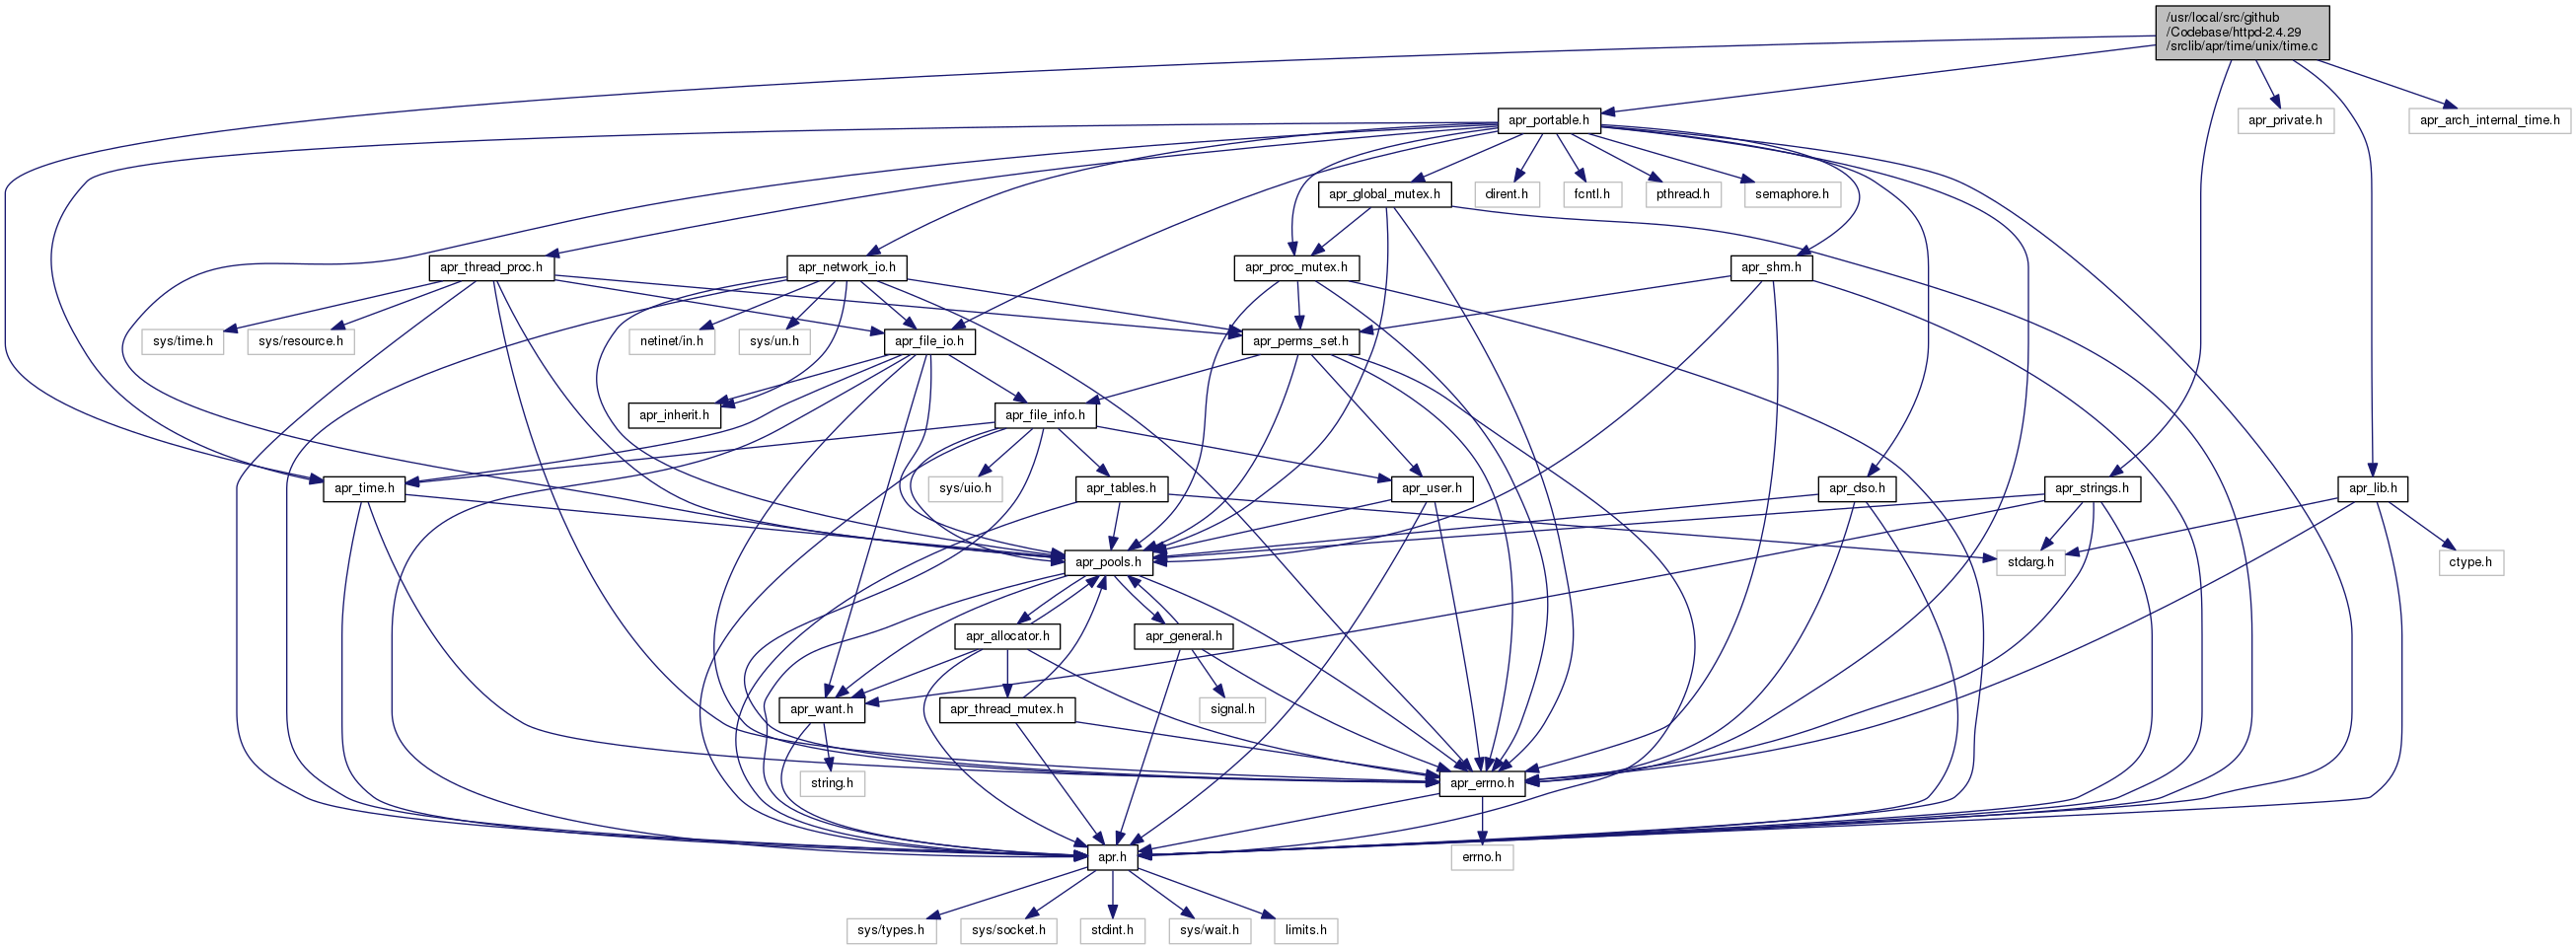 /usr/local/src/github
/Codebase/httpd-2.4.29
/srclib/apr/time/unix/time.c
apr_portable.h
apr_private.h
apr_arch_internal_time.h
apr_global_mutex.h
dirent.h
fcntl.h
pthread.h
semaphore.h
apr_thread_proc.h
apr_network_io.h
apr_proc_mutex.h
apr_shm.h
sys/time.h
sys/resource.h
netinet/in.h
sys/un.h
apr_file_io.h
apr_perms_set.h
apr_inherit.h
apr_file_info.h
apr_time.h
sys/uio.h
apr_tables.h
apr_user.h
apr_dso.h
apr_strings.h
apr_lib.h
apr_pools.h
stdarg.h
ctype.h
apr_allocator.h
apr_general.h
apr_want.h
apr_thread_mutex.h
signal.h
string.h
apr_errno.h
apr.h
errno.h
sys/types.h
sys/socket.h
stdint.h
sys/wait.h
limits.h